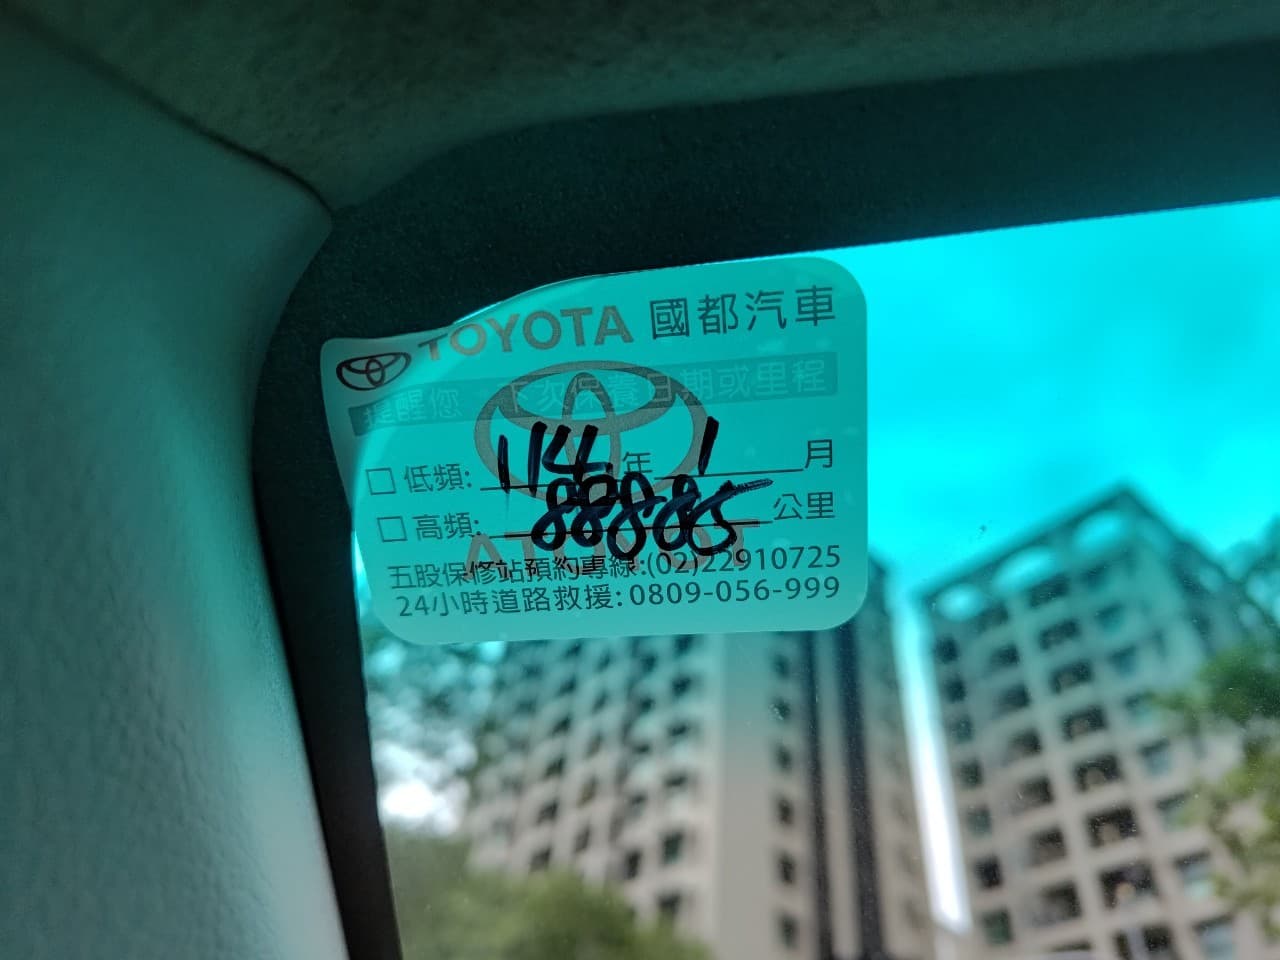 TOYOTA 國都汽車
提醒您 下次保養日期或里程
□ 低頻: 114 年 1 月
□ 高頻: 88885 公里
五股保修站預約專線:(02)22910725
24小時道路救援: 0809-056-999